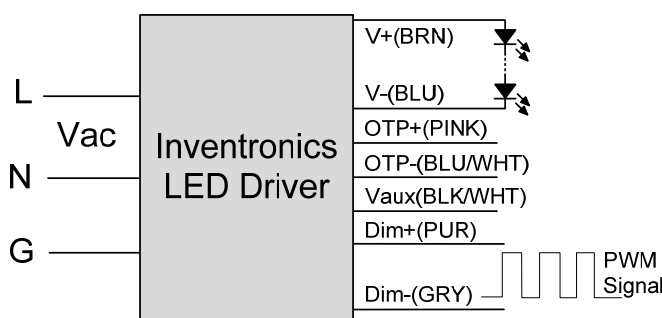 L
Vac
N
G
Inventronics
LED Driver
V+(BRN)
V-(BLU)
OTP+(PINK)
OTP-(BLU/WHT)
Vaux(BLK/WHT)
Dim+(PUR)
Dim-(GRY)
PWM
Signal